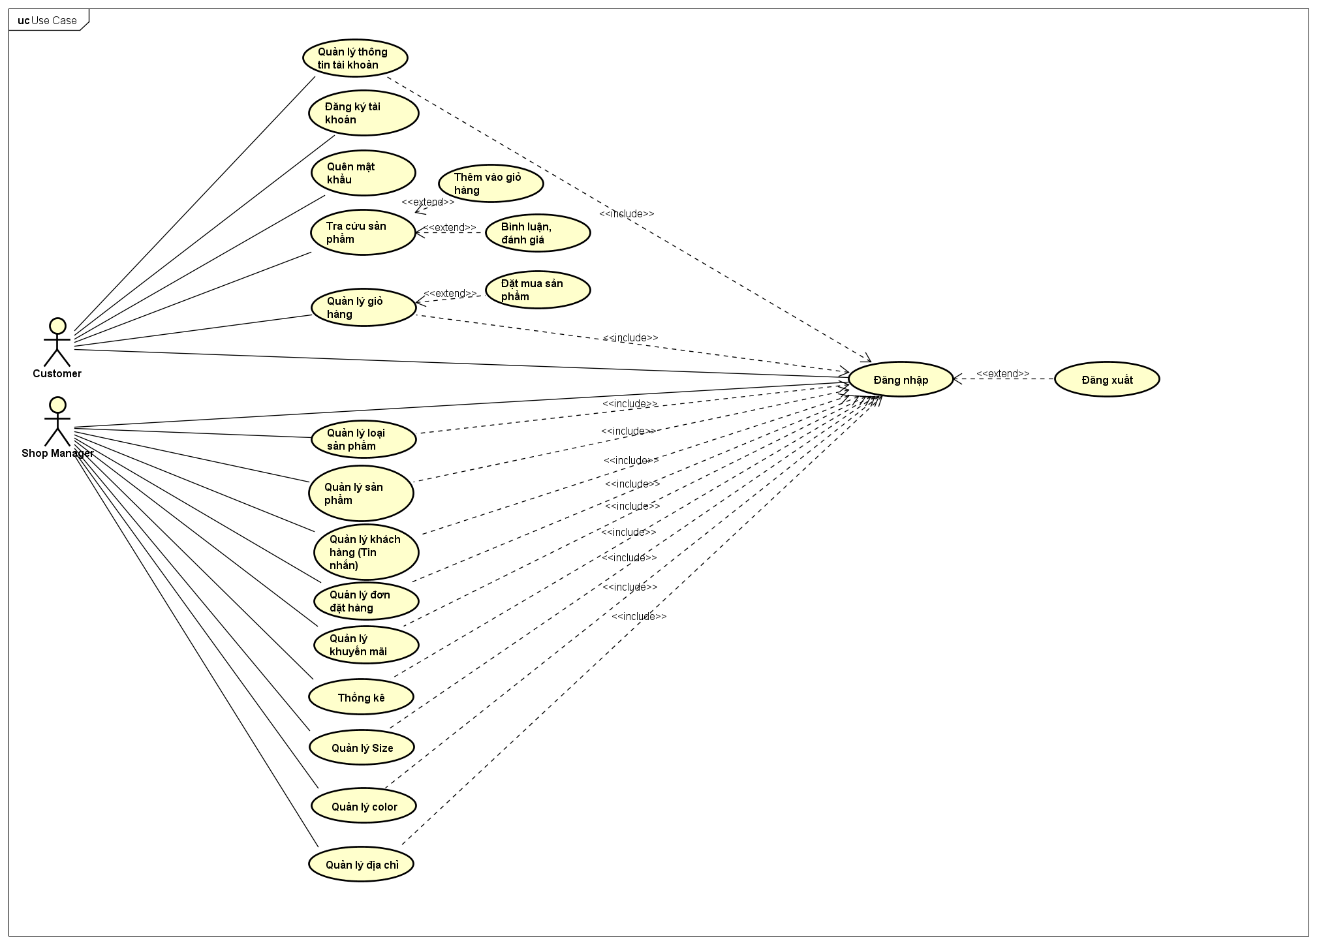 uc Use Case
Quản lý thông
tin tài khoản
Đăng ký tài
khoản
Quên mật
khẩu
Thêm vào giỏ
hàng
<<extend>>
Tra cứu sản
phẩm
<<extend>>
Bình luận,
đánh giá
<<include>>
Quản lý giỏ
hàng
<<extend>>
Đặt mua sản
phẩm
<<include>>
Customer
Đăng nhập
<<extend>>
Đăng xuất
Shop Manager
Quản lý loại
sản phẩm
<<include>>
Quản lý sản
phẩm
<<include>>
Quản lý khách
hàng (Tin
nhắn)
<<include>>
Quản lý đơn
đặt hàng
<<include>>
Quản lý
khuyến mãi
<<include>>
Thống kê
<<include>>
Quản lý Size
<<include>>
Quản lý color
<<include>>
Quản lý địa chỉ
<<include>>